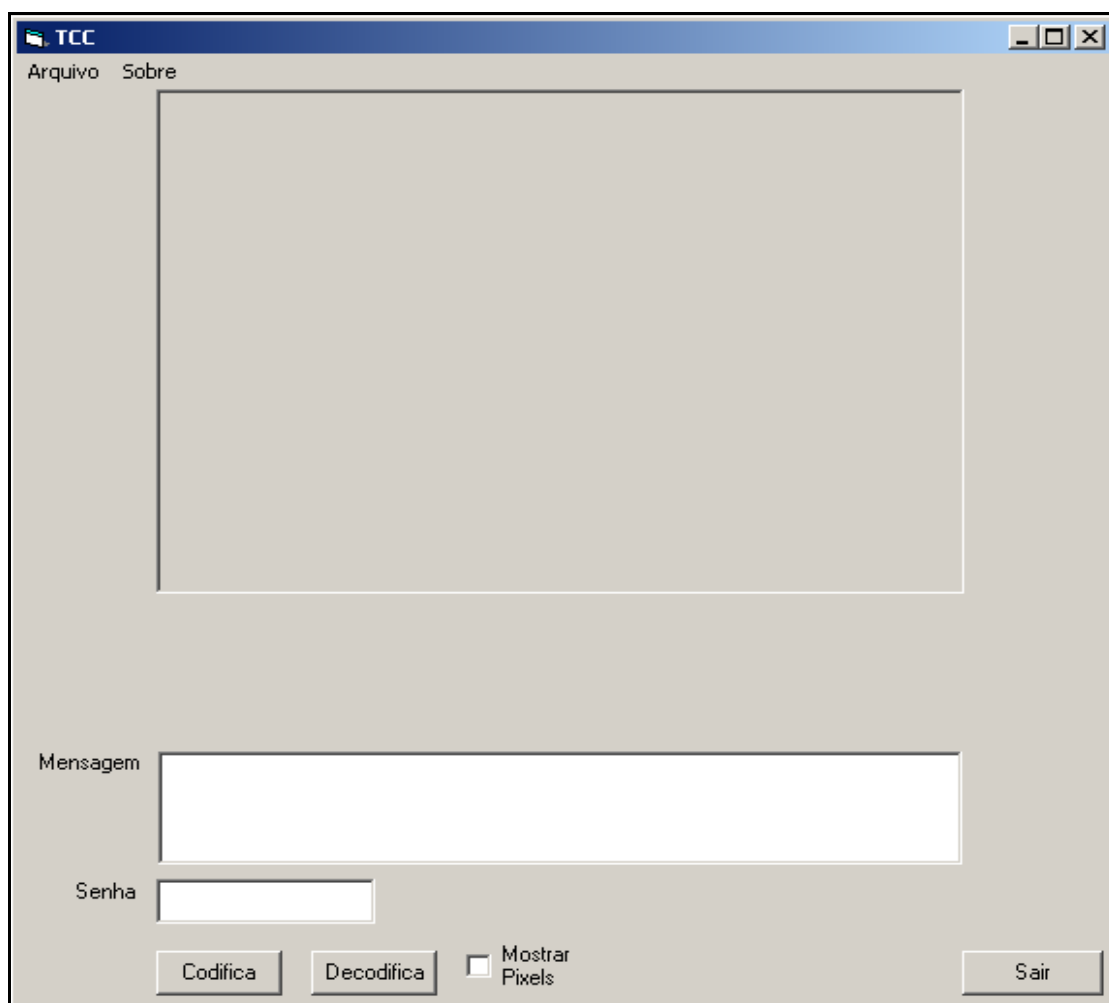 TCC
Arquivo Sobre
Mensagem
Senha
Codifica Decodifica Mostrar
Pixels
Sair